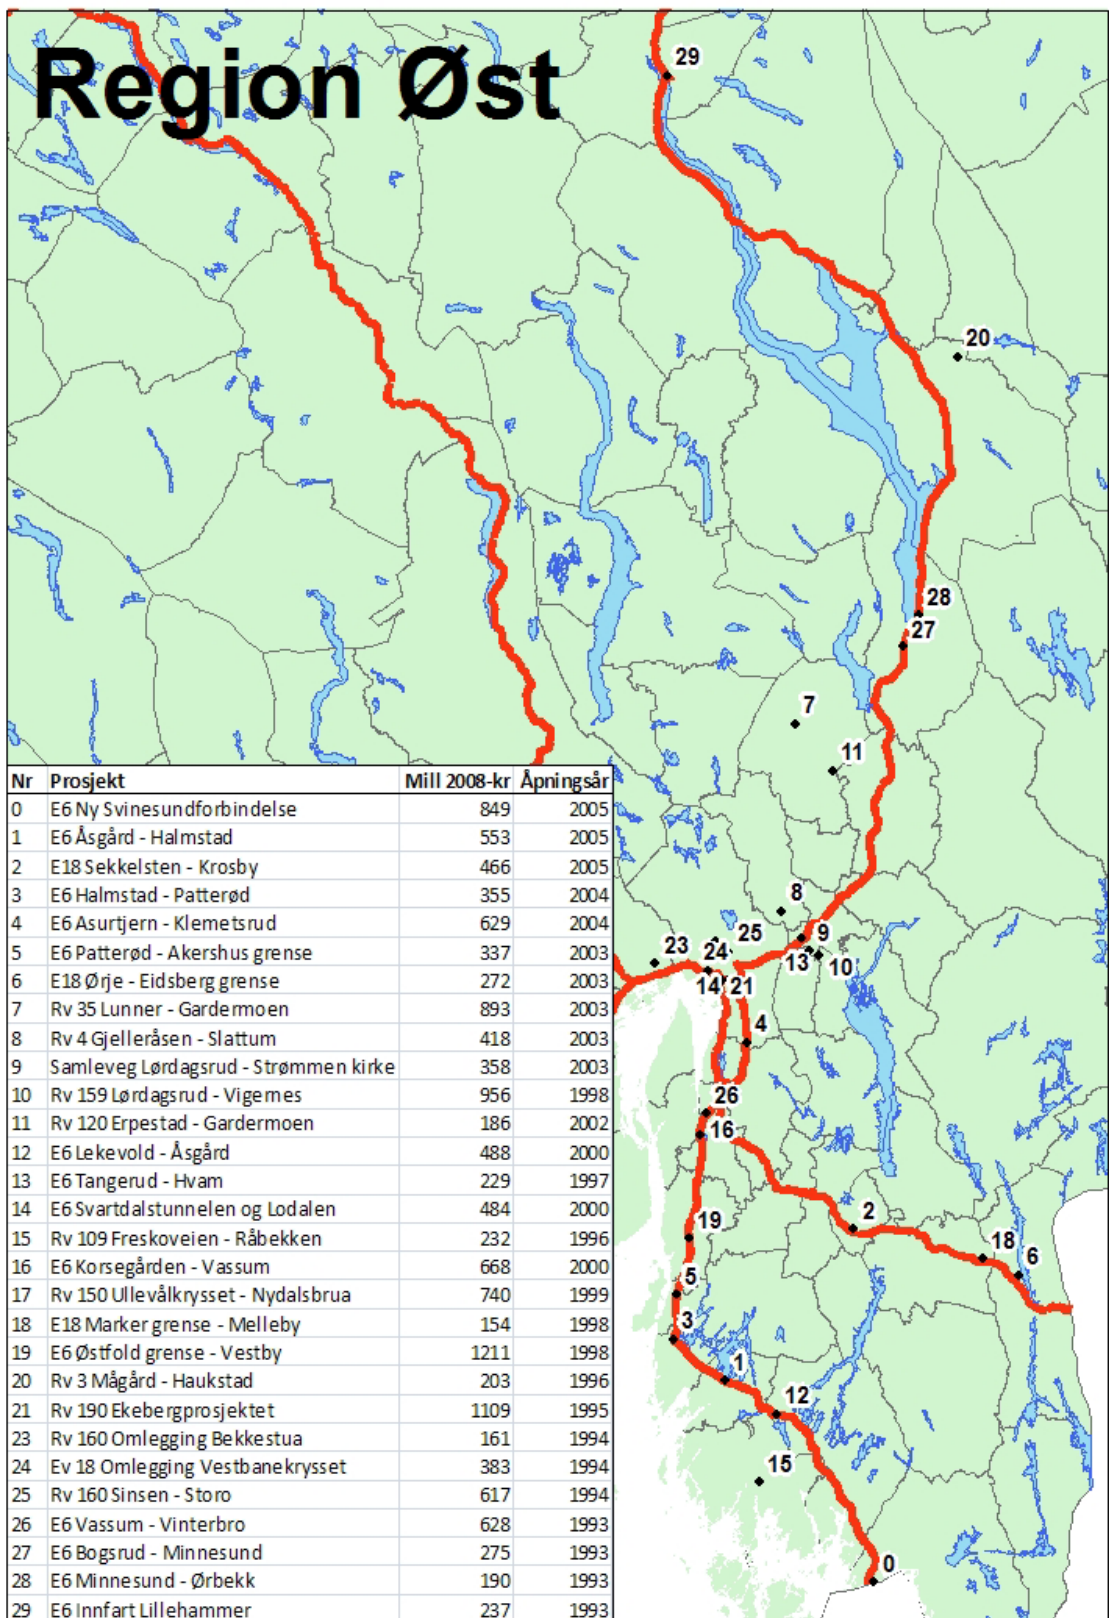 Region Øst
Nr Prosjekt Mill 2008-kr Åpningsår
0 E6 Ny Svinesundforbindelse 849 2005
1 E6 Åsgård - Halmstad 553 2005
2 E18 Sekkelsten - Krosby 466 2005
3 E6 Halmstad - Patterød 355 2004
4 E6 Asurtjern - Klemetsrud 629 2004
5 E6 Patterød - Akershus grense 337 2003
6 E18 Ørje - Eidsberg grense 272 2003
7 Rv 35 Lunner - Gardermoen 893 2003
8 Rv 4 Gjelleråsen - Slattum 418 2003
9 Samleveg Lørdagsrud - Strømmen kirke 358 2003
10 Rv 159 Lørdagsrud - Vigernes 956 1998
11 Rv 120 Erpestad - Gardermoen 186 2002
12 E6 Lekevold - Åsgård 488 2000
13 E6 Tangerud - Hvam 229 1997
14 E6 Svartdalstunnelen og Lodalen 484 2000
15 Rv 109 Freskoveien - Råbekken 232 1996
16 E6 Korsegården - Vassum 668 2000
17 Rv 150 Ullevålkrysset - Nydalsbrua 740 1999
18 E18 Marker grense - Melleby 154 1998
19 E6 Østfold grense - Vestby 1211 1998
20 Rv 3 Mågård - Haukstad 203 1996
21 Rv 190 Ekebergprosjektet 1109 1995
23 Rv 160 Omlegging Bekkestua 161 1994
24 Ev 18 Omlegging Vestbanekrysset 383 1994
25 Rv 160 Sinsen - Storo 617 1994
26 E6 Vassum - Vinterbro 628 1993
27 E6 Bogsrud - Minnesund 275 1993
28 E6 Minnesund - Ørbekk 190 1993
29 E6 Innfart Lillehammer 237 1993
29
20
28
27
7
11
8
9
25
23
24
13
10
14
21
4
26
16
2
19
18
6
5
3
1
12
15
0